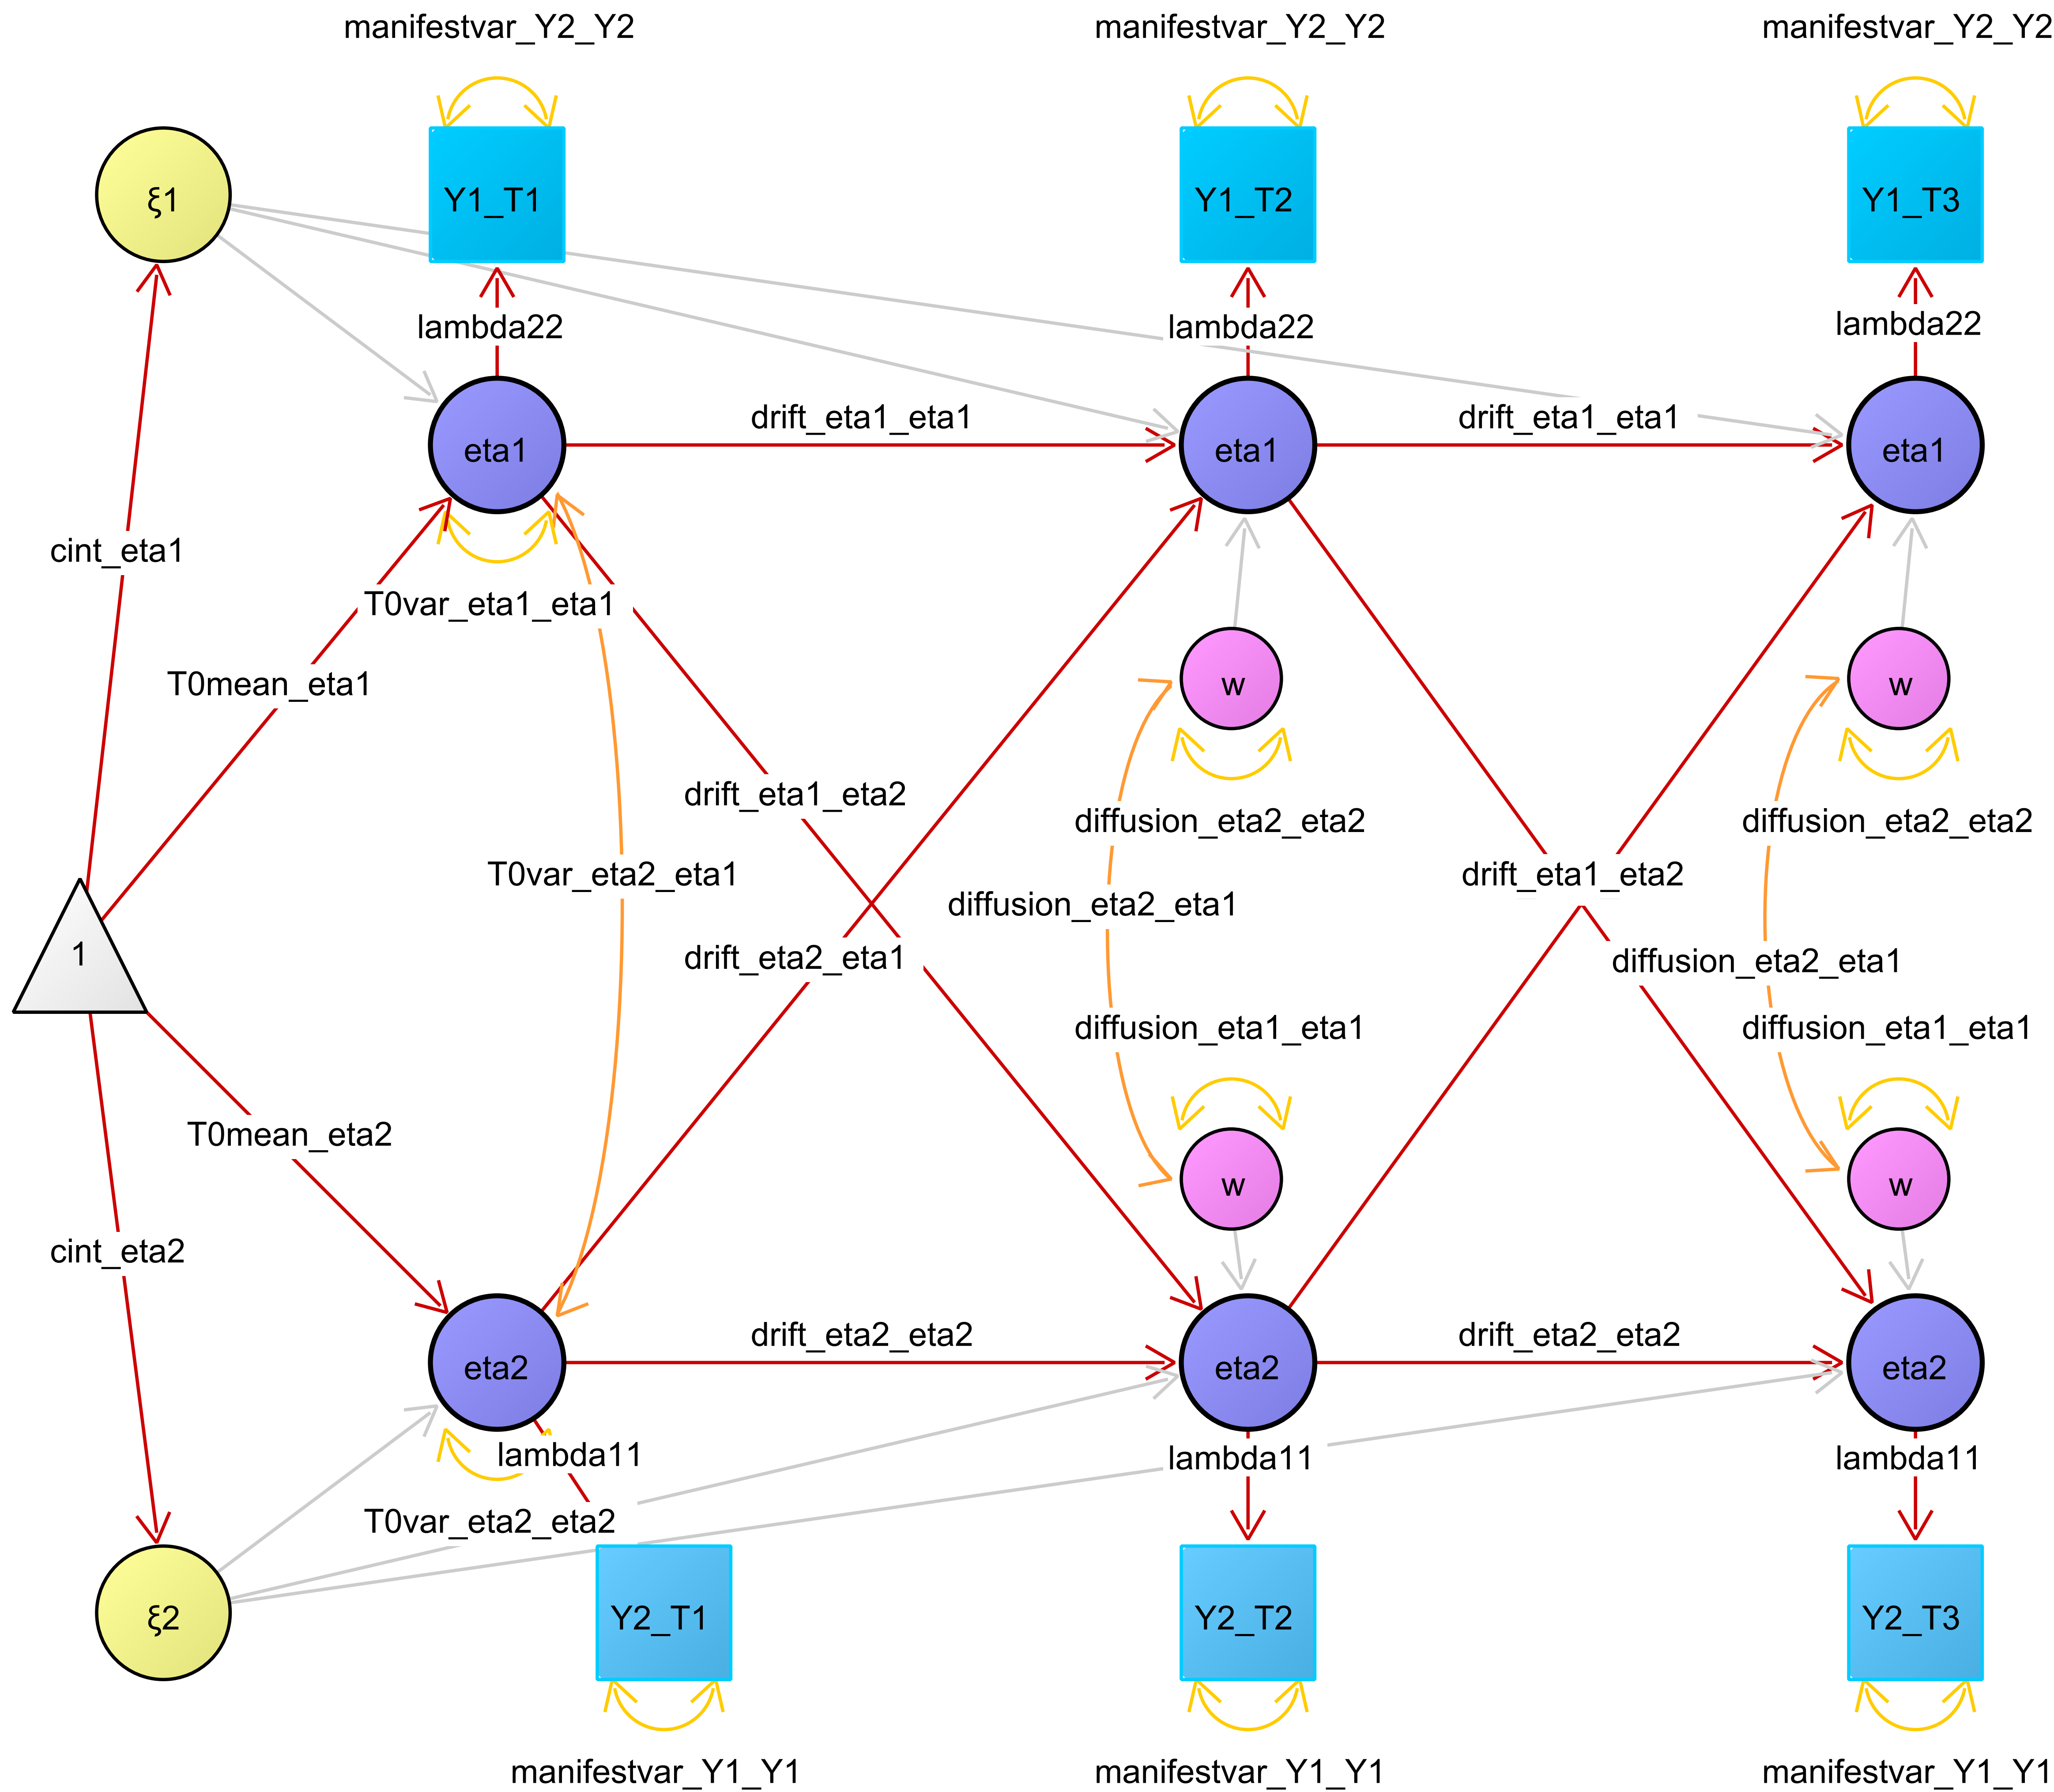 manifestvar_Y2_Y2
manifestvar_Y2_Y2
manifestvar_Y2_Y2
ξ1
Y1_T1
Y1_T2
Y1_T3
lambda22
lambda22
lambda22
drift_eta1_eta1
drift_eta1_eta1
eta1
eta1
eta1
cint_eta1
T0var_eta1_eta1
T0mean_eta1
w
w
drift_eta1_eta2
diffusion_eta2_eta2
diffusion_eta2_eta2
T0var_eta2_eta1
drift_eta1_eta2
diffusion_eta2_eta1
1
drift_eta2_eta1
diffusion_eta2_eta1
diffusion_eta1_eta1
diffusion_eta1_eta1
T0mean_eta2
w
w
cint_eta2
drift_eta2_eta2
drift_eta2_eta2
eta2
eta2
eta2
lambda11
lambda11
lambda11
T0var_eta2_eta2
ξ2
Y2_T1
Y2_T2
Y2_T3
manifestvar_Y1_Y1
manifestvar_Y1_Y1
manifestvar_Y1_Y1